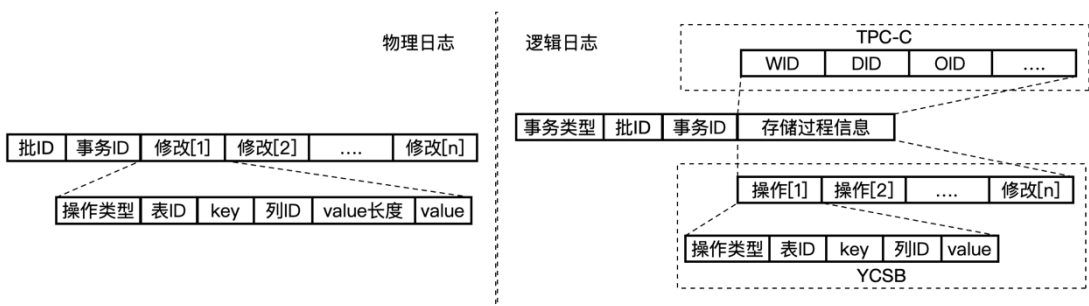 物理日志
批ID 事务ID 修改[1] 修改[2] .... 修改[n]
操作类型 表ID key 列ID value长度 value
逻辑日志
TPC-C
WID DID OID ....
事务类型 批ID 事务ID 存储过程信息
操作[1] 操作[2] .... 修改[n]
操作类型 表ID key 列ID value
YCSB